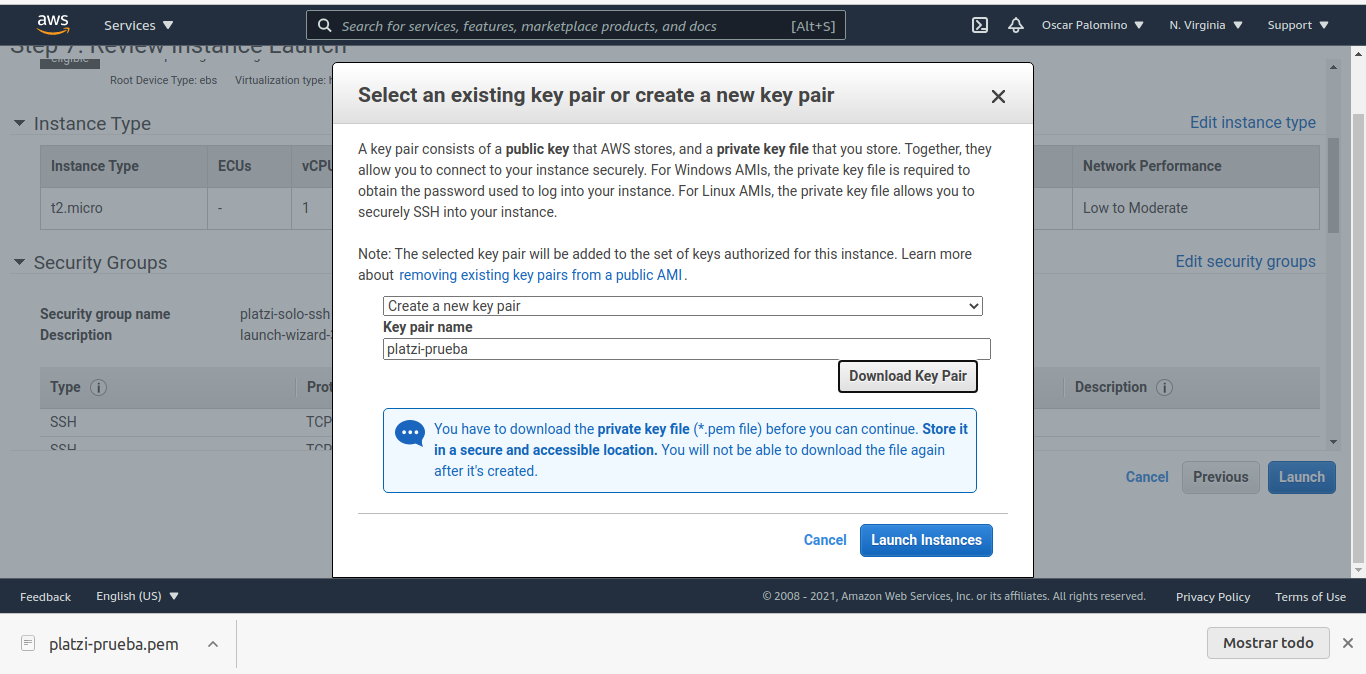 aws
Services
Search for services, features, marketplace products, and docs
[Alt+S]
Oscar Palomino
N. Virginia
Support
Step 7: Review Instance Launch
eligible
Root Device Type: ebs Virtualization type:
Instance Type
Edit instance type
Instance Type
ECUs
Network Performance
t2.micro
-
1
Low to Moderate
Security Groups
Edit security groups
Security group name
platzi-solo-ssh
Description
launch-wizard-
Type
Description
SSH
TCP
SSH
TCP
Cancel
Previous
Launch
Select an existing key pair or create a new key pair
A key pair consists of a public key that AWS stores, and a private key file that you store. Together, they
allow you to connect to your instance securely. For Windows AMIs, the private key file is required to
obtain the password used to log into your instance. For Linux AMIs, the private key file allows you to
securely SSH into your instance.
Note: The selected key pair will be added to the set of keys authorized for this instance. Learn more
about removing existing key pairs from a public AMI.
Create a new key pair
Key pair name
platzi-prueba
Download Key Pair
You have to download the private key file (*.pem file) before you can continue. Store it
in a secure and accessible location. You will not be able to download the file again
after it's created.
Cancel
Launch Instances
Feedback
English (US)
© 2008 - 2021, Amazon Web Services, Inc. or its affiliates. All rights reserved.
Privacy Policy
Terms of Use
platzi-prueba.pem
Mostrar todo